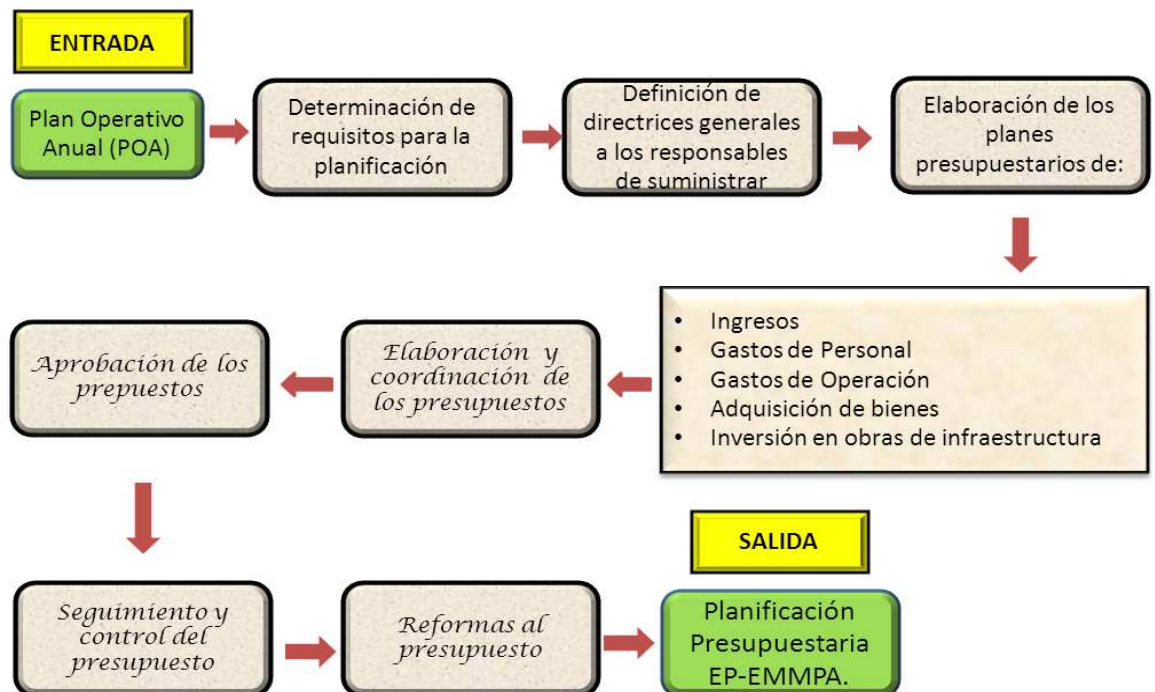 ENTRADA
Plan Operativo
Anual (POA)
Determinación de
requisitos para la
planificación
Definición de
directrices generales
a los responsables
de suministrar
Elaboración de los
planes
presupuestarios de:
• Ingresos
• Gastos de Personal
• Gastos de Operación
• Adquisición de bienes
• Inversión en obras de infraestructura
Elaboración y
coordinación de
los presupuestos
Aprobación de los
prepuestos
Seguimiento y
control del
presupuesto
Reformas al
presupuesto
SALIDA
Planificación
Presupuestaria
EP-EMMPA.